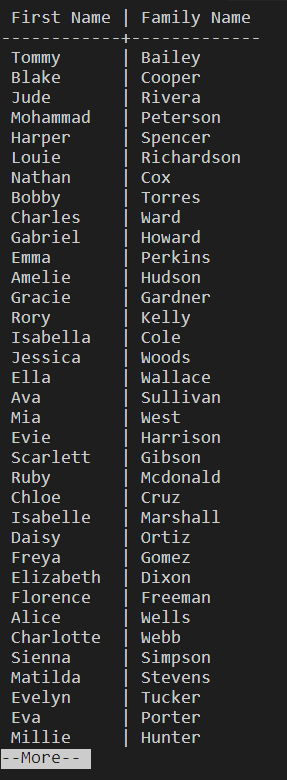 First Name | Family Name
------------+-------------
Tommy | Bailey
Blake | Cooper
Jude | Rivera
Mohammad | Peterson
Harper | Spencer
Louie | Richardson
Nathan | Cox
Bobby | Torres
Charles | Ward
Gabriel | Howard
Emma | Perkins
Amelie | Hudson
Gracie | Gardner
Rory | Kelly
Isabella | Cole
Jessica | Woods
Ella | Wallace
Ava | Sullivan
Mia | West
Evie | Harrison
Scarlett | Gibson
Ruby | Mcdonald
Chloe | Cruz
Isabelle | Marshall
Daisy | Ortiz
Freya | Gomez
Elizabeth | Dixon
Florence | Freeman
Alice | Wells
Charlotte | Webb
Sienna | Simpson
Matilda | Stevens
Evelyn | Tucker
Eva | Porter
Millie | Hunter
--More--